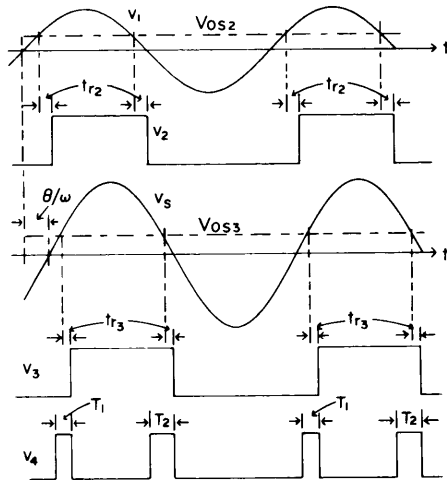 v1 VOS2 t
tr2 tr2
v2
θ/ω vS
VOS3 t
tr3 tr3
v3
T1 T2 T1 T2
v4